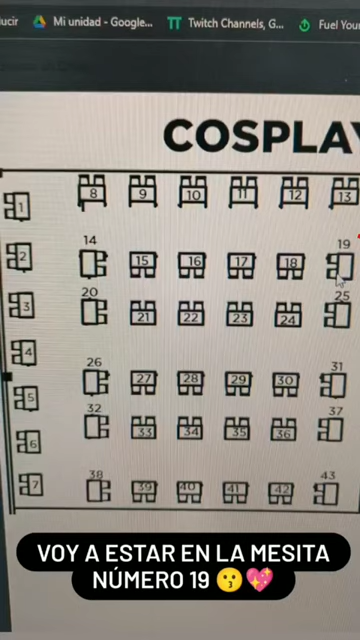 ucir Mi unidad - Google... Twitch Channels, G... Fuel Your
COSPLAY
8 9 10 11 12 13
1
14 19
2 15 16 17 18
20 25
3 21 22 23 24
4
26 31
5 27 28 29 30
32 37
6 33 34 35 36
38 43
7 39 40 41 42
VOY A ESTAR EN LA MESITA
NÚMERO 19 😗💖